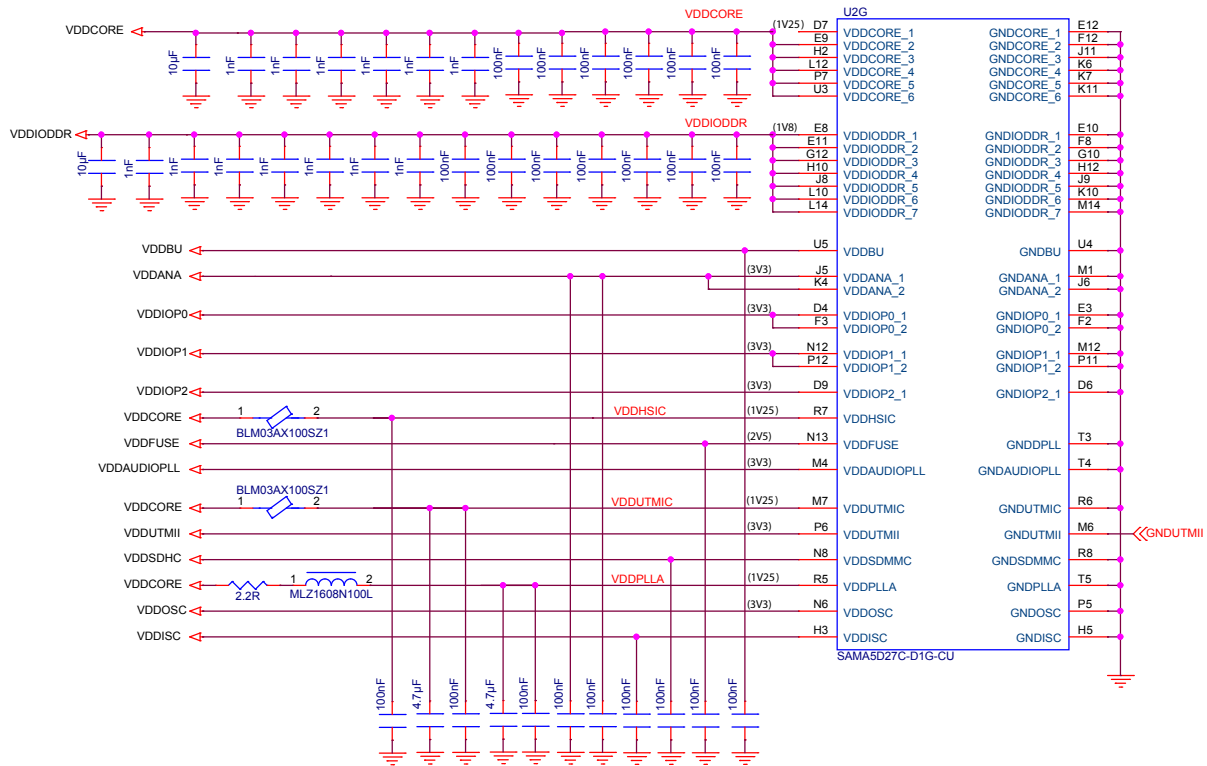 U2G
VDDCORE
VDDCORE
(1V25)
10µF
1nF
1nF
1nF
1nF
1nF
1nF
100nF
100nF
100nF
100nF
100nF
100nF
D7 VDDCORE_1 GNDCORE_1 E12
E9 VDDCORE_2 GNDCORE_2 F12
H2 VDDCORE_3 GNDCORE_3 J11
L12 VDDCORE_4 GNDCORE_4 K6
P7 VDDCORE_5 GNDCORE_5 K7
U3 VDDCORE_6 GNDCORE_6 K11
VDDIODDR
VDDIODDR
(1V8)
10µF
1nF
1nF
1nF
1nF
1nF
1nF
100nF
100nF
100nF
100nF
100nF
100nF
100nF
E8 VDDIODDR_1 GNDIODDR_1 E10
E11 VDDIODDR_2 GNDIODDR_2 F8
G12 VDDIODDR_3 GNDIODDR_3 G10
H10 VDDIODDR_4 GNDIODDR_4 H12
J8 VDDIODDR_5 GNDIODDR_5 J9
L10 VDDIODDR_6 GNDIODDR_6 K10
L14 VDDIODDR_7 GNDIODDR_7 M14
VDDBU U5 VDDBU GNDBU U4
VDDANA (3V3) J5 VDDANA_1 GNDANA_1 M1
K4 VDDANA_2 GNDANA_2 J6
VDDIOP0 (3V3) D4 VDDIOP0_1 GNDIOP0_1 E3
F3 VDDIOP0_2 GNDIOP0_2 F2
VDDIOP1 (3V3) N12 VDDIOP1_1 GNDIOP1_1 M12
P12 VDDIOP1_2 GNDIOP1_2 P11
VDDIOP2 (3V3) D9 VDDIOP2_1 GNDIOP2_1 D6
VDDCORE 1 2 VDDHSIC (1V25) R7 VDDHSIC
BLM03AX100SZ1
VDDFUSE (2V5) N13 VDDFUSE GNDDPLL T3
VDDAUDIOPLL (3V3) M4 VDDAUDIOPLL GNDAUDIOPLL T4
BLM03AX100SZ1
VDDCORE 1 2 VDDUTMIC (1V25) M7 VDDUTMIC GNDUTMIC R6
VDDUTMII (3V3) P6 VDDUTMII GNDUTMII M6 GNDUTMII
VDDSDHC N8 VDDSDMMC GNDSDMMC R8
VDDCORE 1 2 VDDPLLA (1V25) R5 VDDPLLA GNDPLLA T5
2.2R MLZ1608N100L
VDDOSC (3V3) N6 VDDOSC GNDOSC P5
VDDISC H3 VDDISC GNDISC H5
SAMA5D27C-D1G-CU
100nF
4.7µF
100nF
4.7µF
100nF
100nF
100nF
100nF
100nF
100nF
100nF